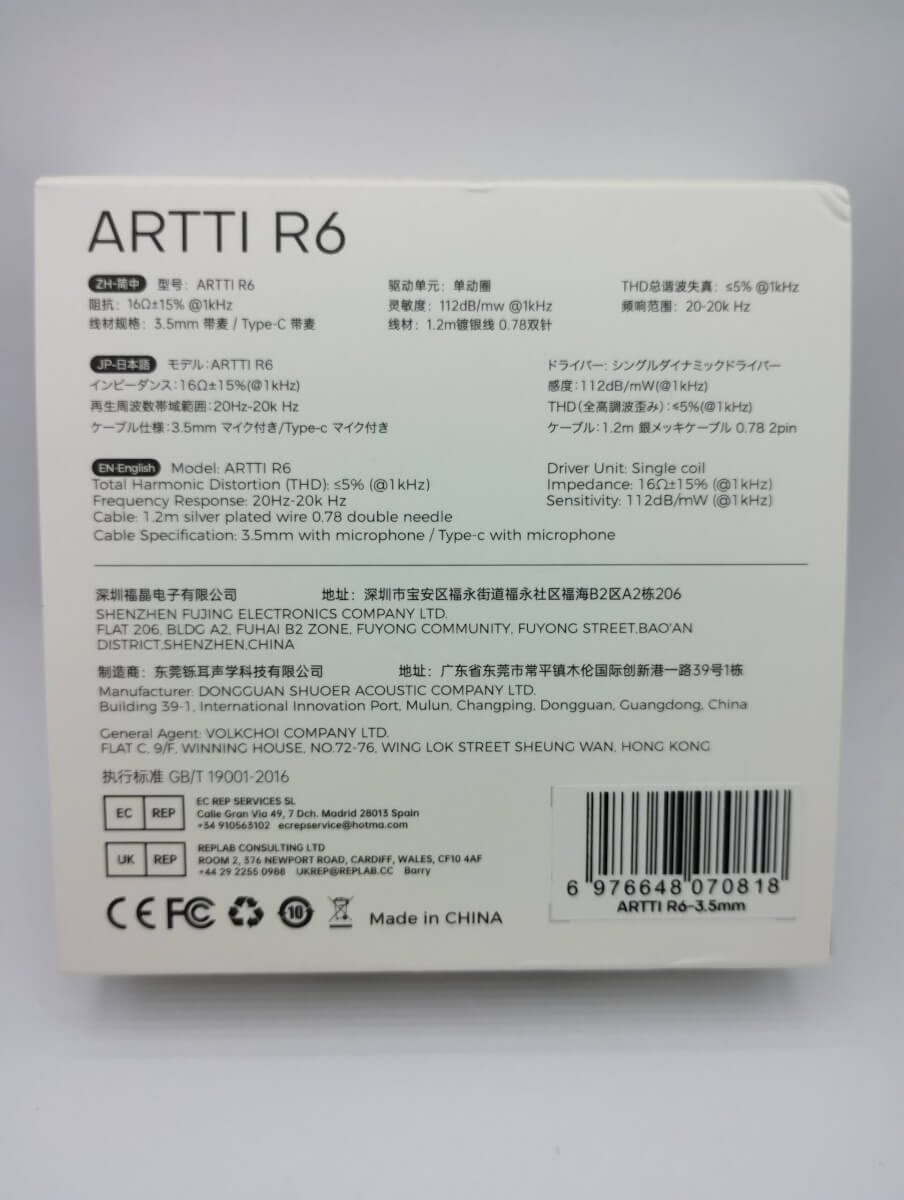 ARTTI R6
ZH-简中 型号: ARTTI R6 驱动单元: 单动圈 THD总谐波失真: ≤5% @1kHz
阻抗: 16Ω±15% @1kHz 灵敏度: 112dB/mw @1kHz 频响范围: 20-20k Hz
线材规格: 3.5mm 带麦 / Type-C 带麦 线材: 1.2m镀银线 0.78双针
JP-日本語 モデル:ARTTI R6 ドライバー: シングルダイナミックドライバー
インピーダンス:16Ω±15%(@1kHz) 感度:112dB/mW(@1kHz)
再生周波数帯域範囲:20Hz-20k Hz THD(全高調波歪み):≤5%(@1kHz)
ケーブル仕様:3.5mm マイク付き/Type-c マイク付き ケーブル:1.2m 銀メッキケーブル 0.78 2pin
EN-English Model: ARTTI R6 Driver Unit: Single coil
Total Harmonic Distortion (THD): ≤5% (@1kHz) Impedance: 16Ω±15% (@1kHz)
Frequency Response: 20Hz-20k Hz Sensitivity: 112dB/mW (@1kHz)
Cable: 1.2m silver plated wire 0.78 double needle
Cable Specification: 3.5mm with microphone / Type-c with microphone
深圳福晶电子有限公司 地址: 深圳市宝安区福永街道福永社区福海B2区A2栋206
SHENZHEN FUJING ELECTRONICS COMPANY LTD.
FLAT 206, BLDG A2, FUHAI B2 ZONE, FUYONG COMMUNITY, FUYONG STREET,BAO'AN
DISTRICT,SHENZHEN,CHINA
制造商: 东莞铄耳声学科技有限公司 地址: 广东省东莞市常平镇木伦国际创新港一路39号1栋
Manufacturer: DONGGUAN SHUOER ACOUSTIC COMPANY LTD.
Building 39-1, International Innovation Port, Mulun, Changping, Dongguan, Guangdong, China
General Agent: VOLKCHOI COMPANY LTD.
FLAT C, 9/F, WINNING HOUSE, NO.72-76, WING LOK STREET SHEUNG WAN, HONG KONG
执行标准 GB/T 19001-2016
EC REP EC REP SERVICES SL
Calle Gran Via 49, 7 Dch. Madrid 28013 Spain
+34 910563102 ecrepservice@hotma.com
UK REP REPLAB CONSULTING LTD
ROOM 2, 376 NEWPORT ROAD, CARDIFF, WALES, CF10 4AF
+44 29 2255 0988 UKREP@REPLAB.CC Barry
CE FC 10 Made in CHINA
6 976648 070818
ARTTI R6-3.5mm